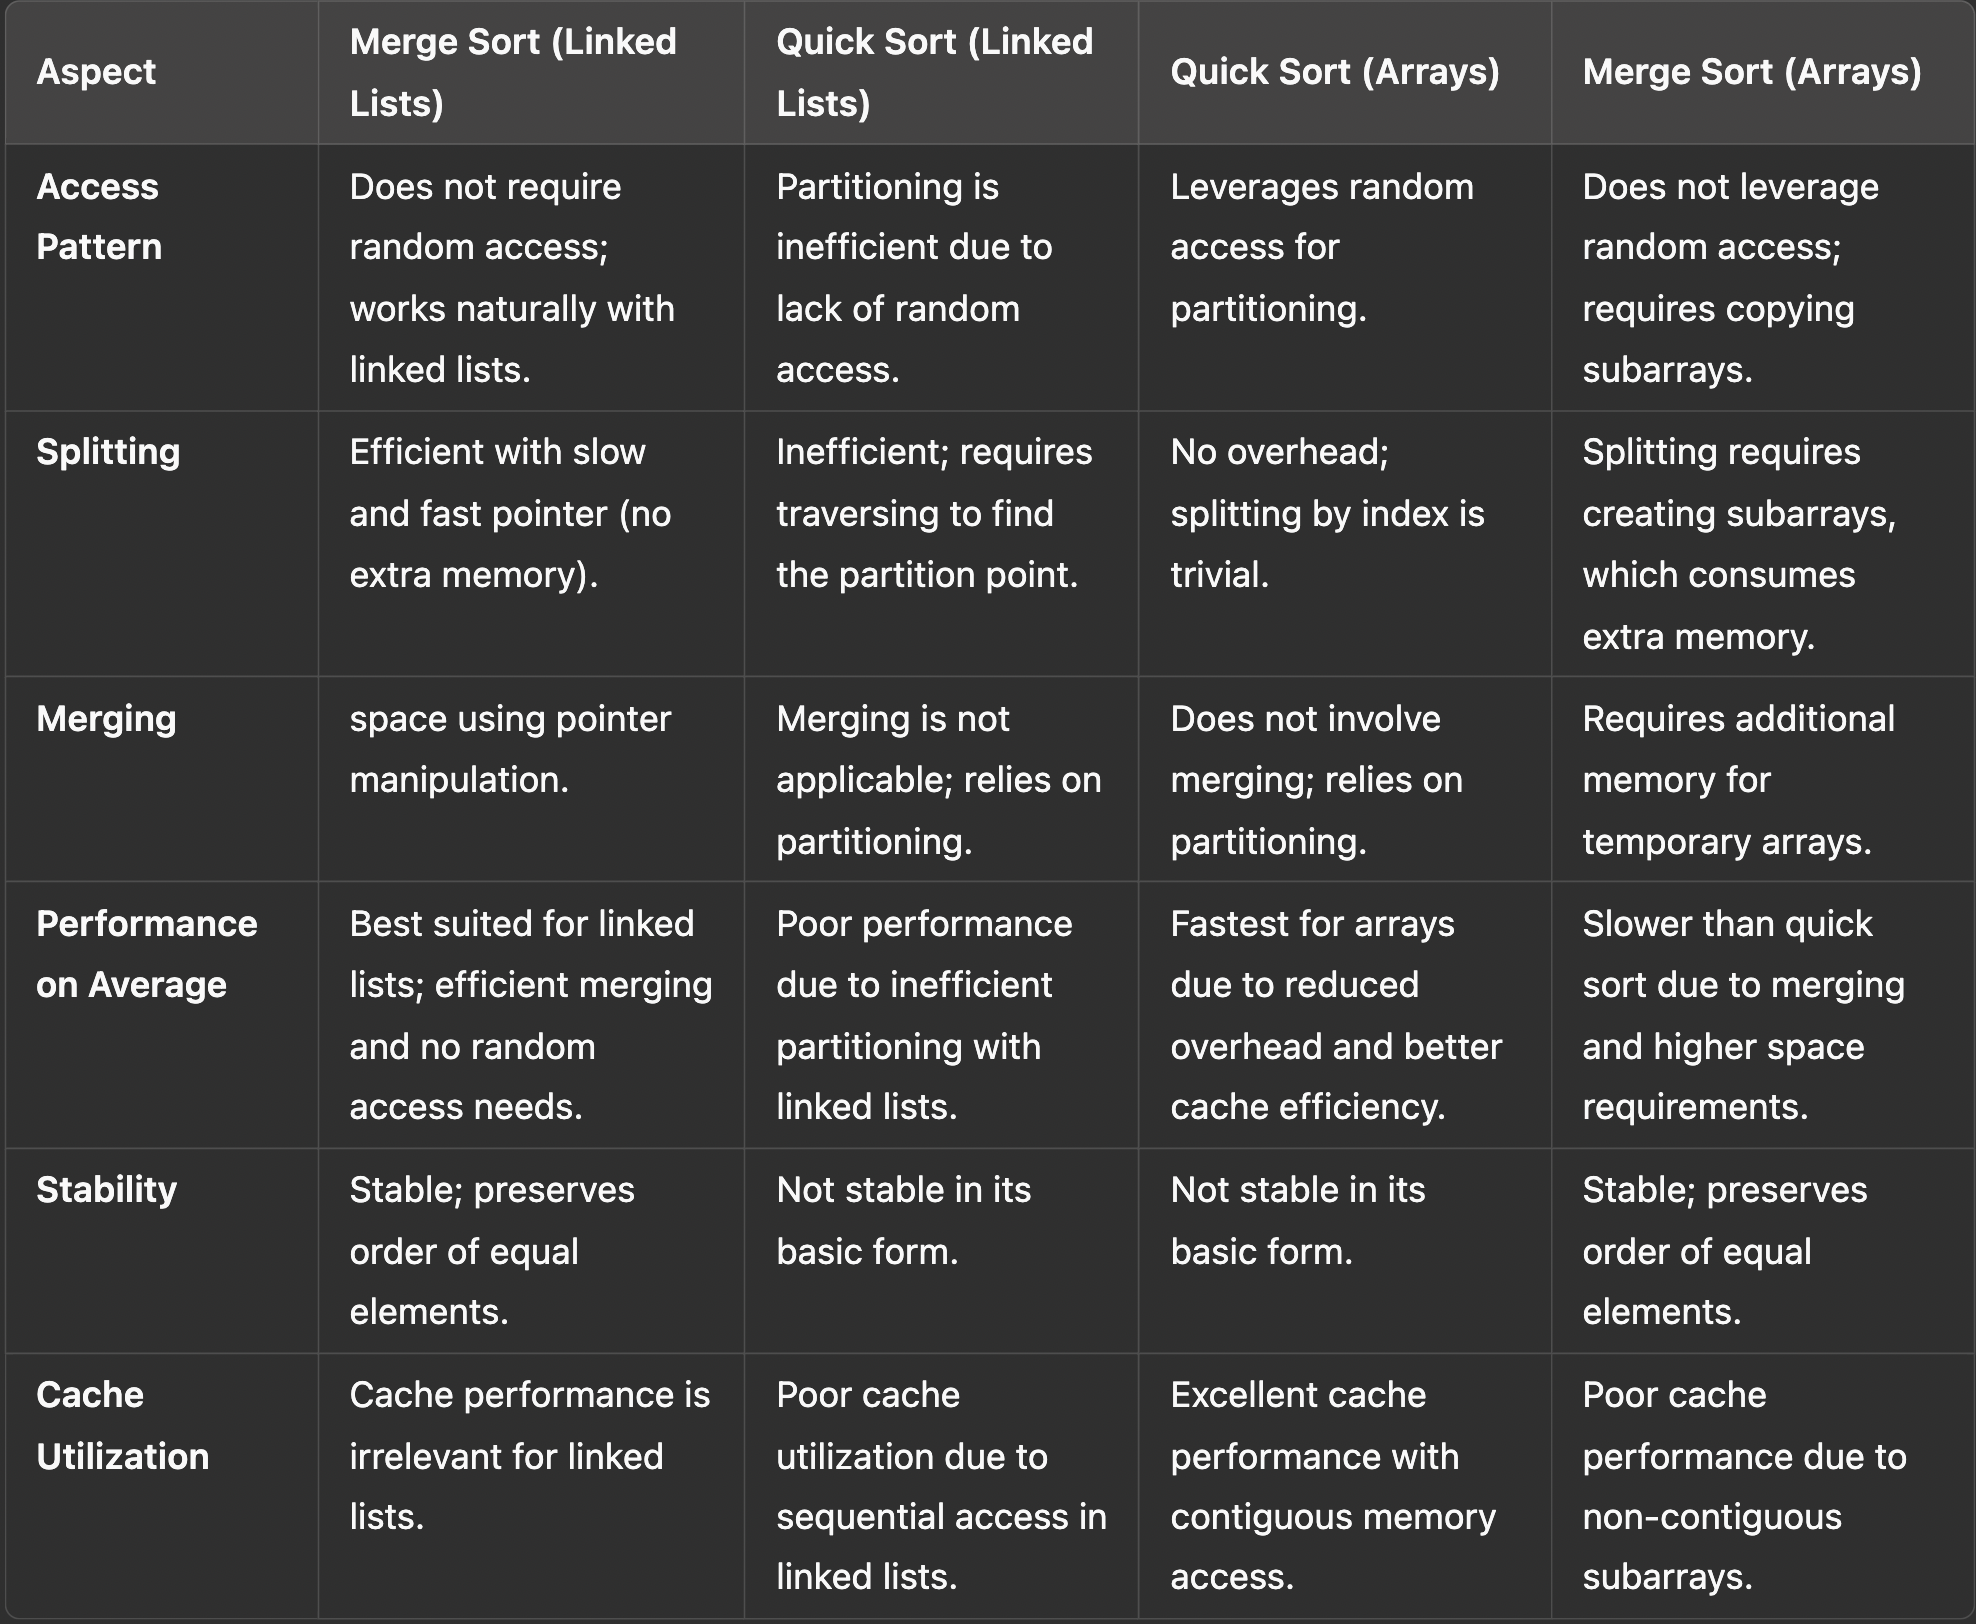 Aspect
Merge Sort (Linked
Lists)
Quick Sort (Linked
Lists)
Quick Sort (Arrays)
Merge Sort (Arrays)
Access
Pattern
Does not require
random access;
works naturally with
linked lists.
Partitioning is
inefficient due to
lack of random
access.
Leverages random
access for
partitioning.
Does not leverage
random access;
requires copying
subarrays.
Splitting
Efficient with slow
and fast pointer (no
extra memory).
Inefficient; requires
traversing to find
the partition point.
No overhead;
splitting by index is
trivial.
Splitting requires
creating subarrays,
which consumes
extra memory.
Merging
space using pointer
manipulation.
Merging is not
applicable; relies on
partitioning.
Does not involve
merging; relies on
partitioning.
Requires additional
memory for
temporary arrays.
Performance
on Average
Best suited for linked
lists; efficient merging
and no random
access needs.
Poor performance
due to inefficient
partitioning with
linked lists.
Fastest for arrays
due to reduced
overhead and better
cache efficiency.
Slower than quick
sort due to merging
and higher space
requirements.
Stability
Stable; preserves
order of equal
elements.
Not stable in its
basic form.
Not stable in its
basic form.
Stable; preserves
order of equal
elements.
Cache
Utilization
Cache performance is
irrelevant for linked
lists.
Poor cache
utilization due to
sequential access in
linked lists.
Excellent cache
performance with
contiguous memory
access.
Poor cache
performance due to
non-contiguous
subarrays.